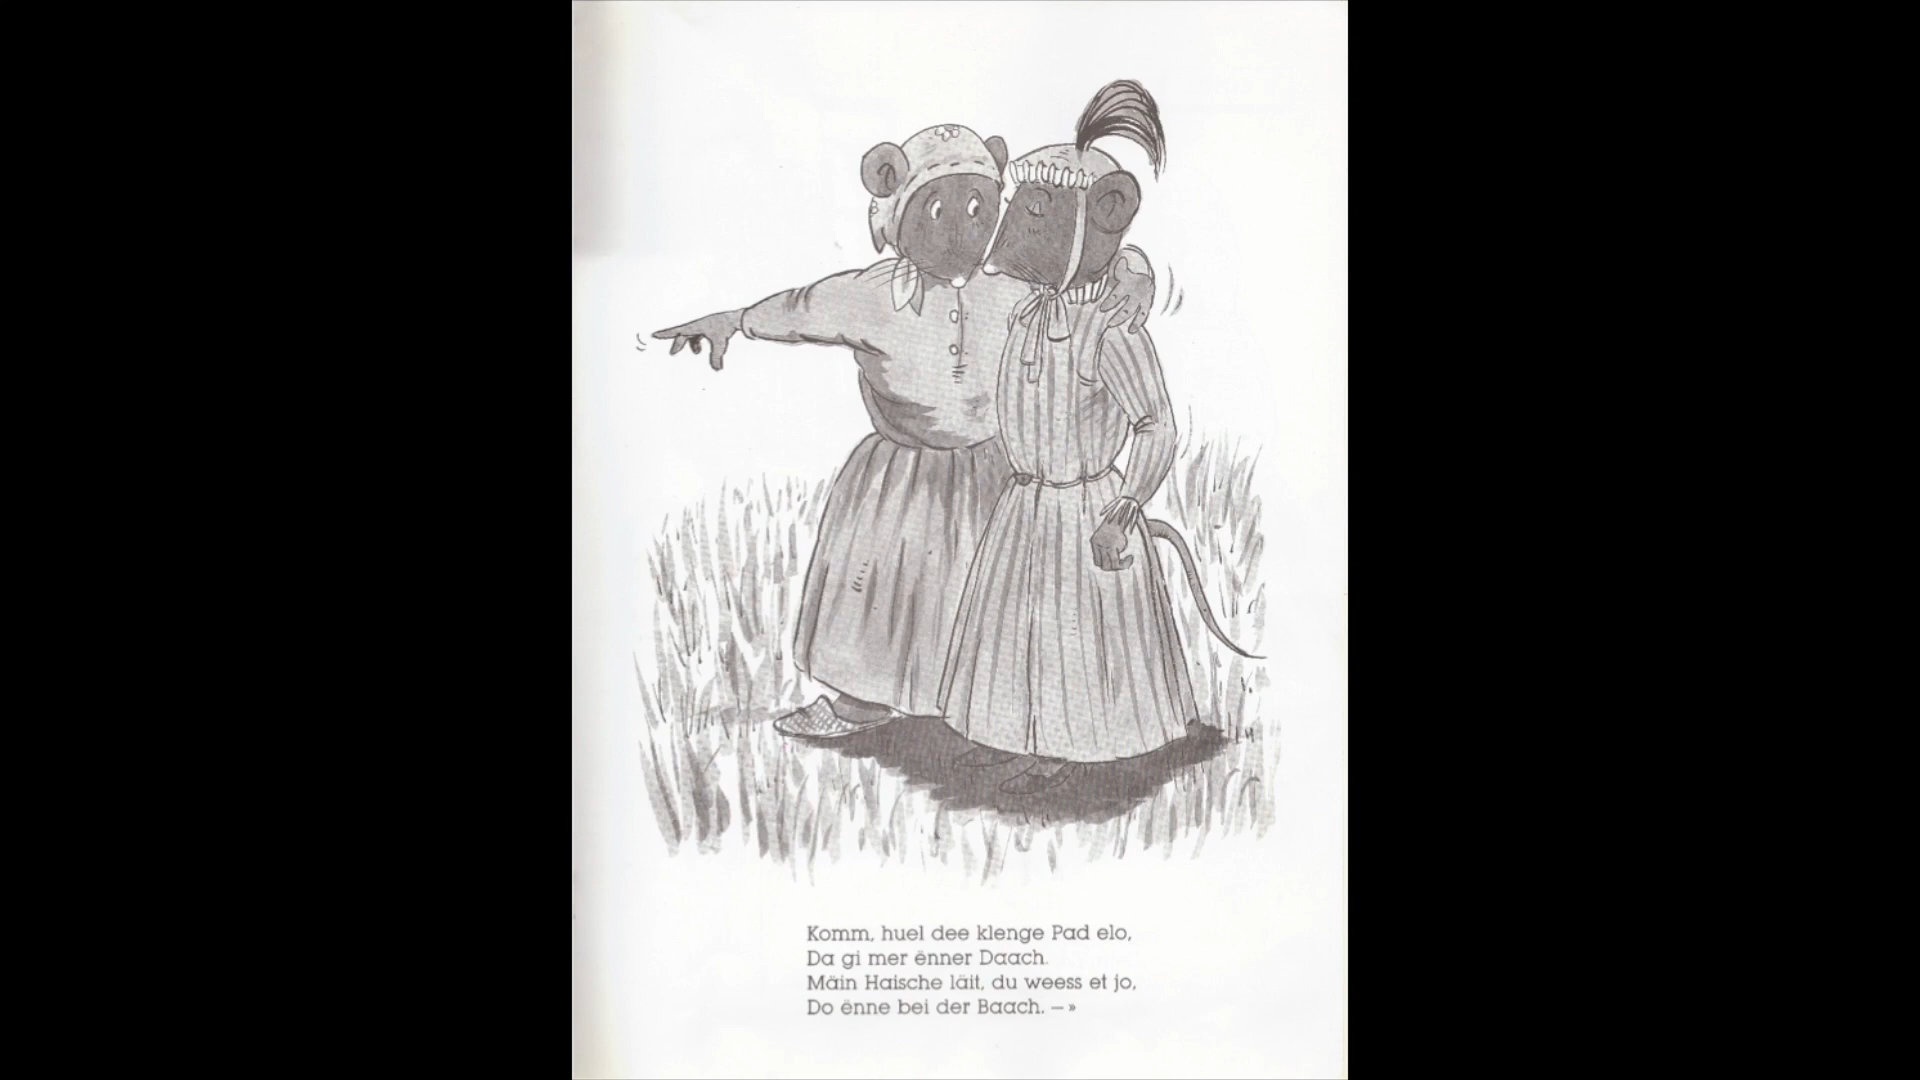 Komm, huel dee klenge Pad elo,
Da gi mer ënner Daach.
Mäin Haische läit, du weess et jo,
Do ënne bei der Baach. — »